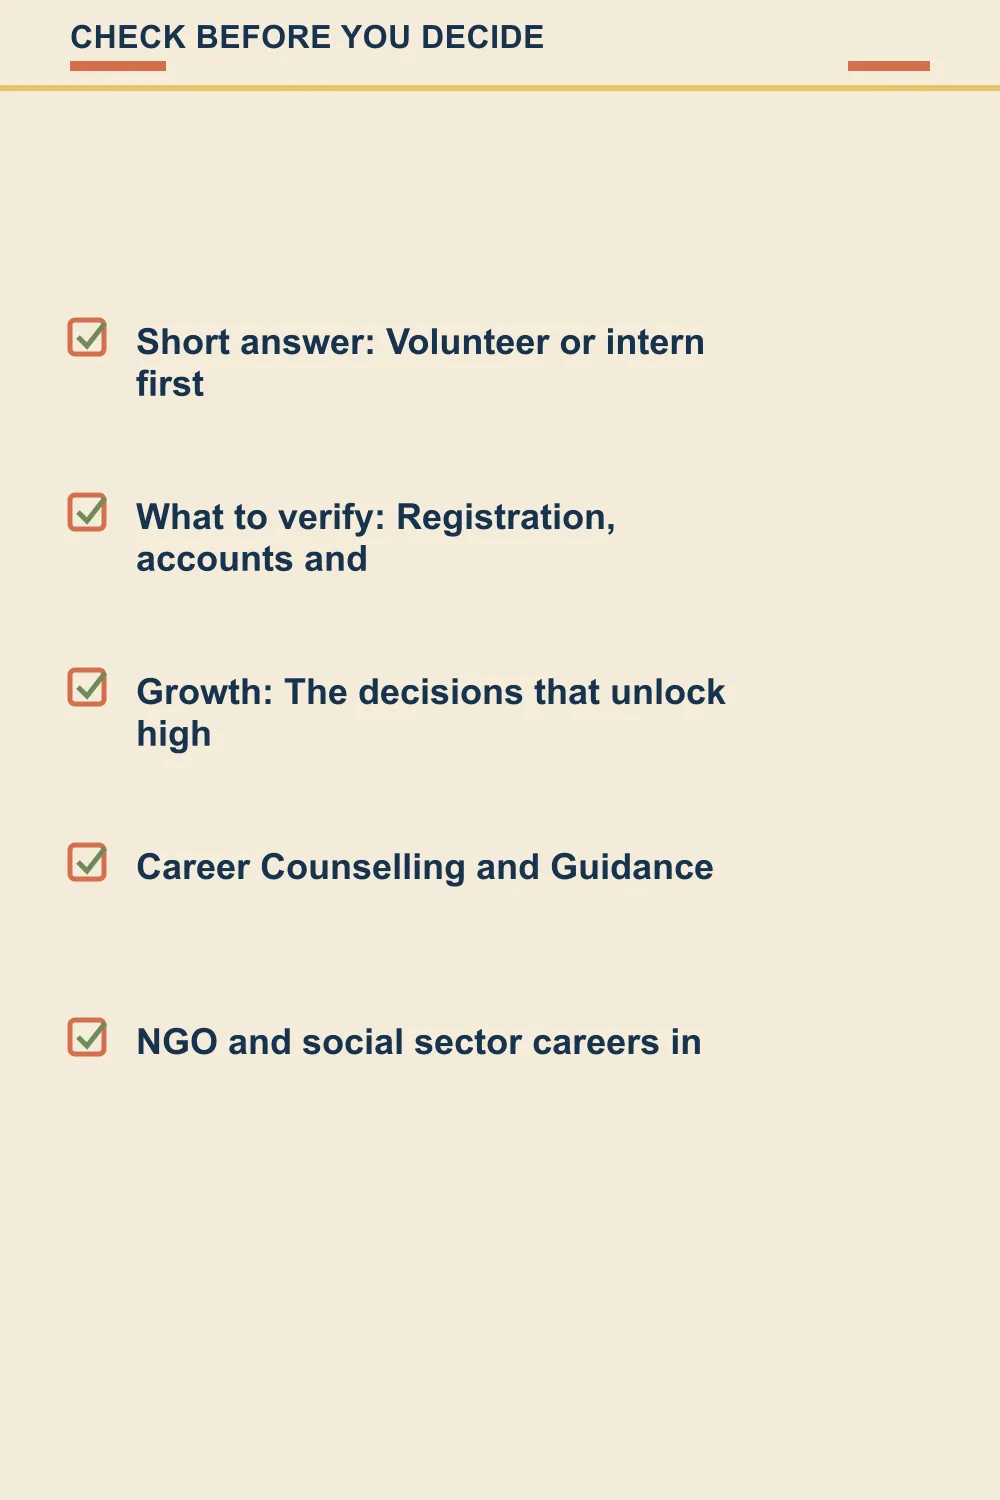 CHECK BEFORE YOU DECIDE
Short answer: Volunteer or intern
first
What to verify: Registration,
accounts and
Growth: The decisions that unlock
high
Career Counselling and Guidance
NGO and social sector careers in